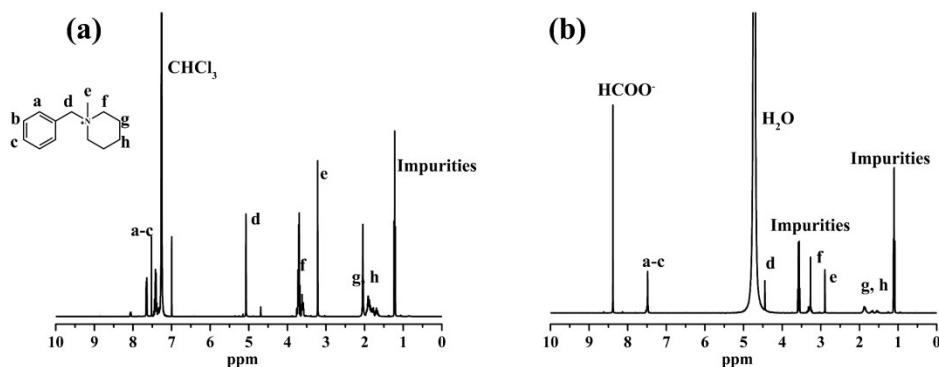 (a)
CHCl₃
e
a
d
f
b
N
+
g
c
h
Impurities
e
a-c
d
f
g, h
10 9 8 7 6 5 4 3 2 1 0
ppm
(b)
HCOO⁻
H₂O
Impurities
Impurities
a-c
d
f
e
g, h
10 9 8 7 6 5 4 3 2 1 0
ppm